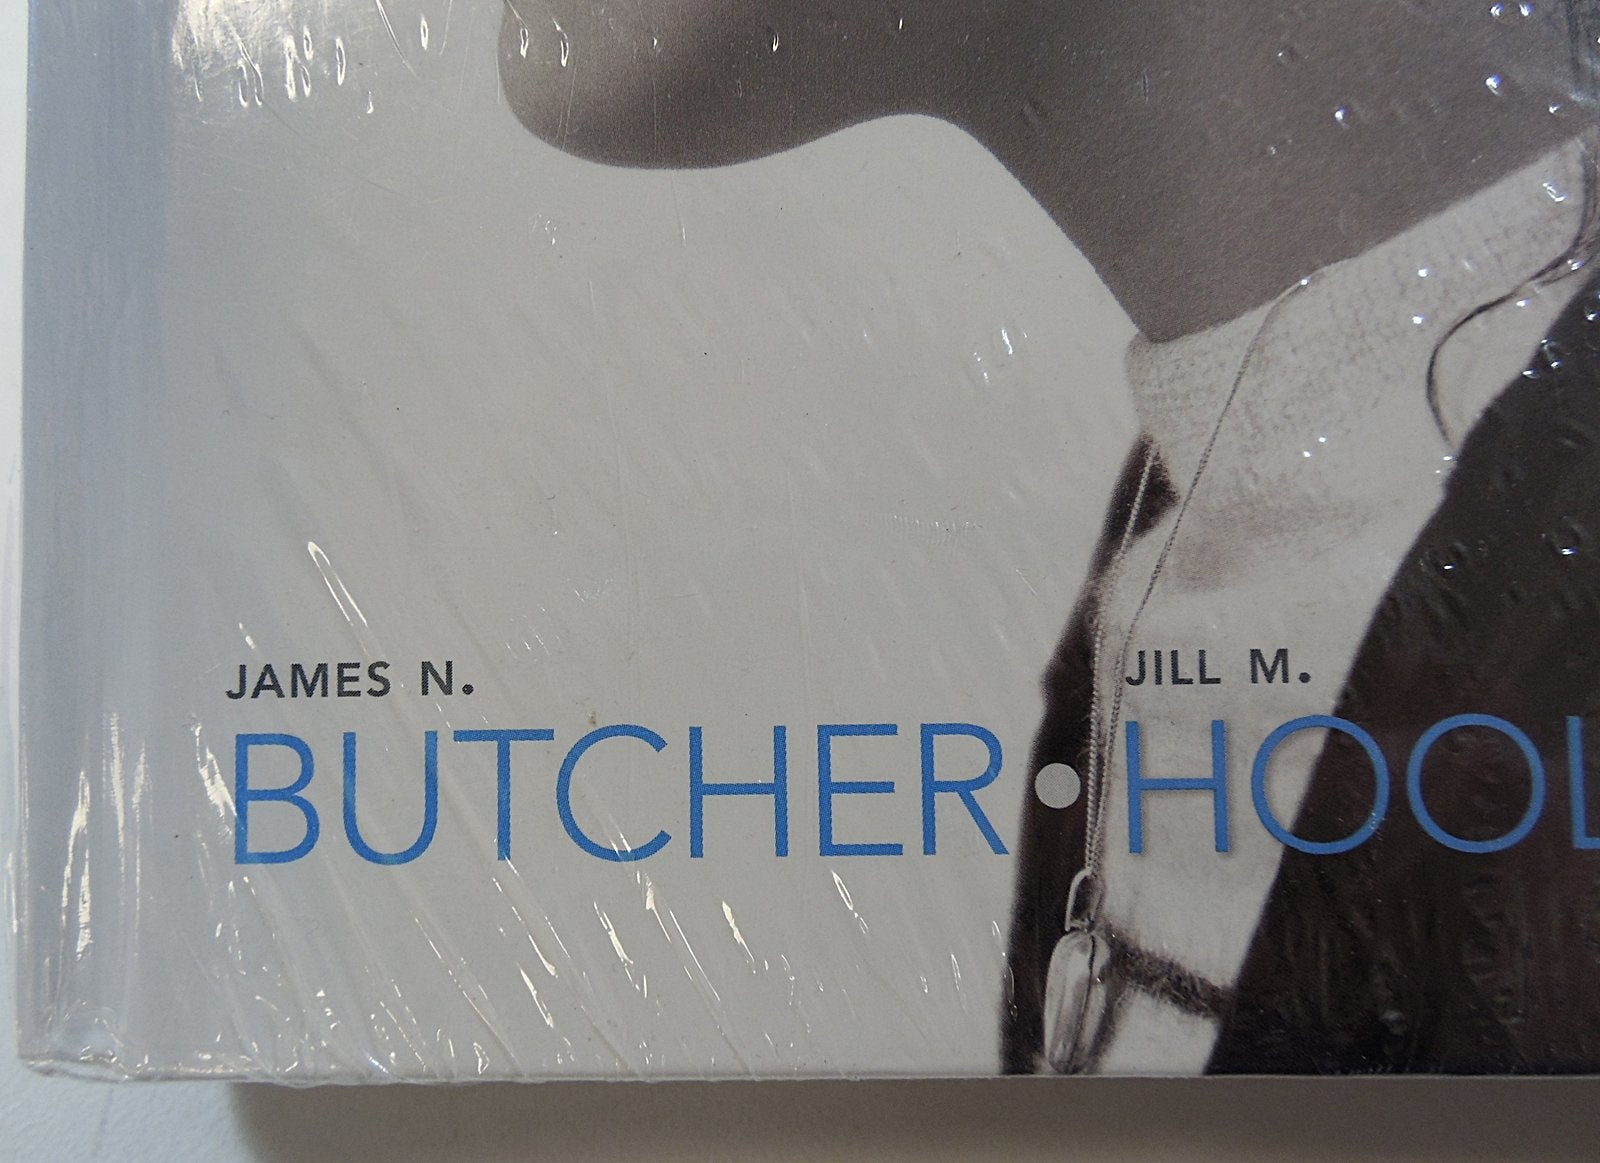 JAMES N. JILL M.
BUTCHER • HOOL